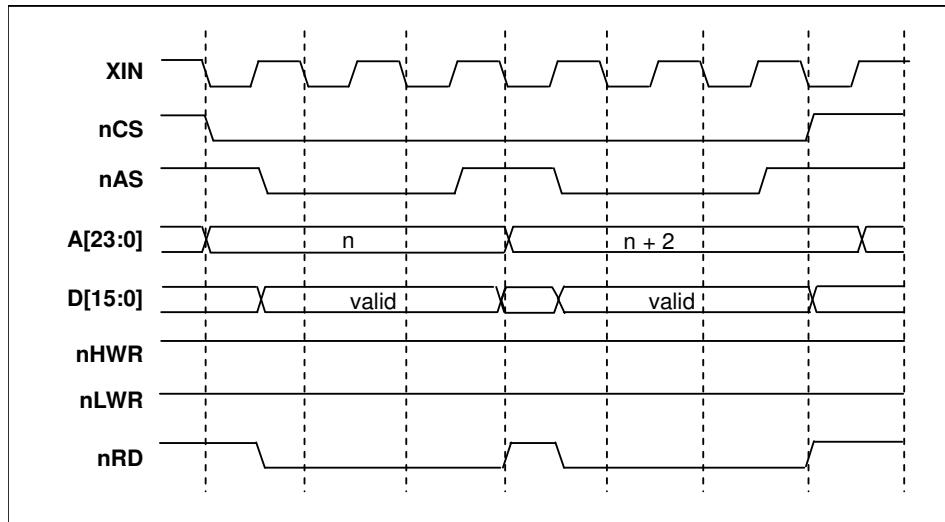 XIN
nCS
nAS
A[23:0]
n
n + 2
D[15:0]
valid
valid
nHWR
nLWR
nRD